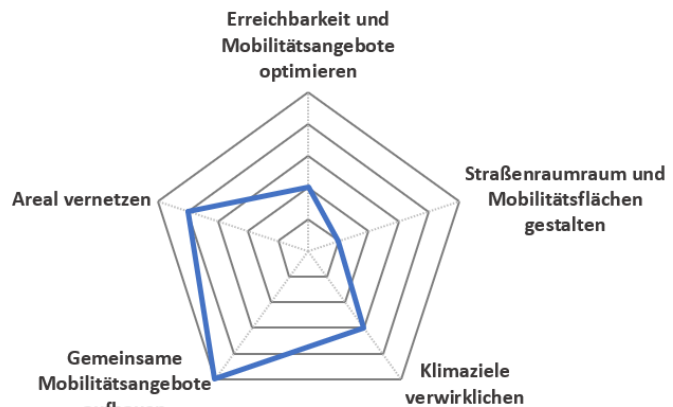 Erreichbarkeit und
Mobilitätsangebote
optimieren
Straßenraumraum und
Mobilitätsflächen
gestalten
Areal vernetzen
Gemeinsame
Mobilitätsangebote
Klimaziele
verwirklichen